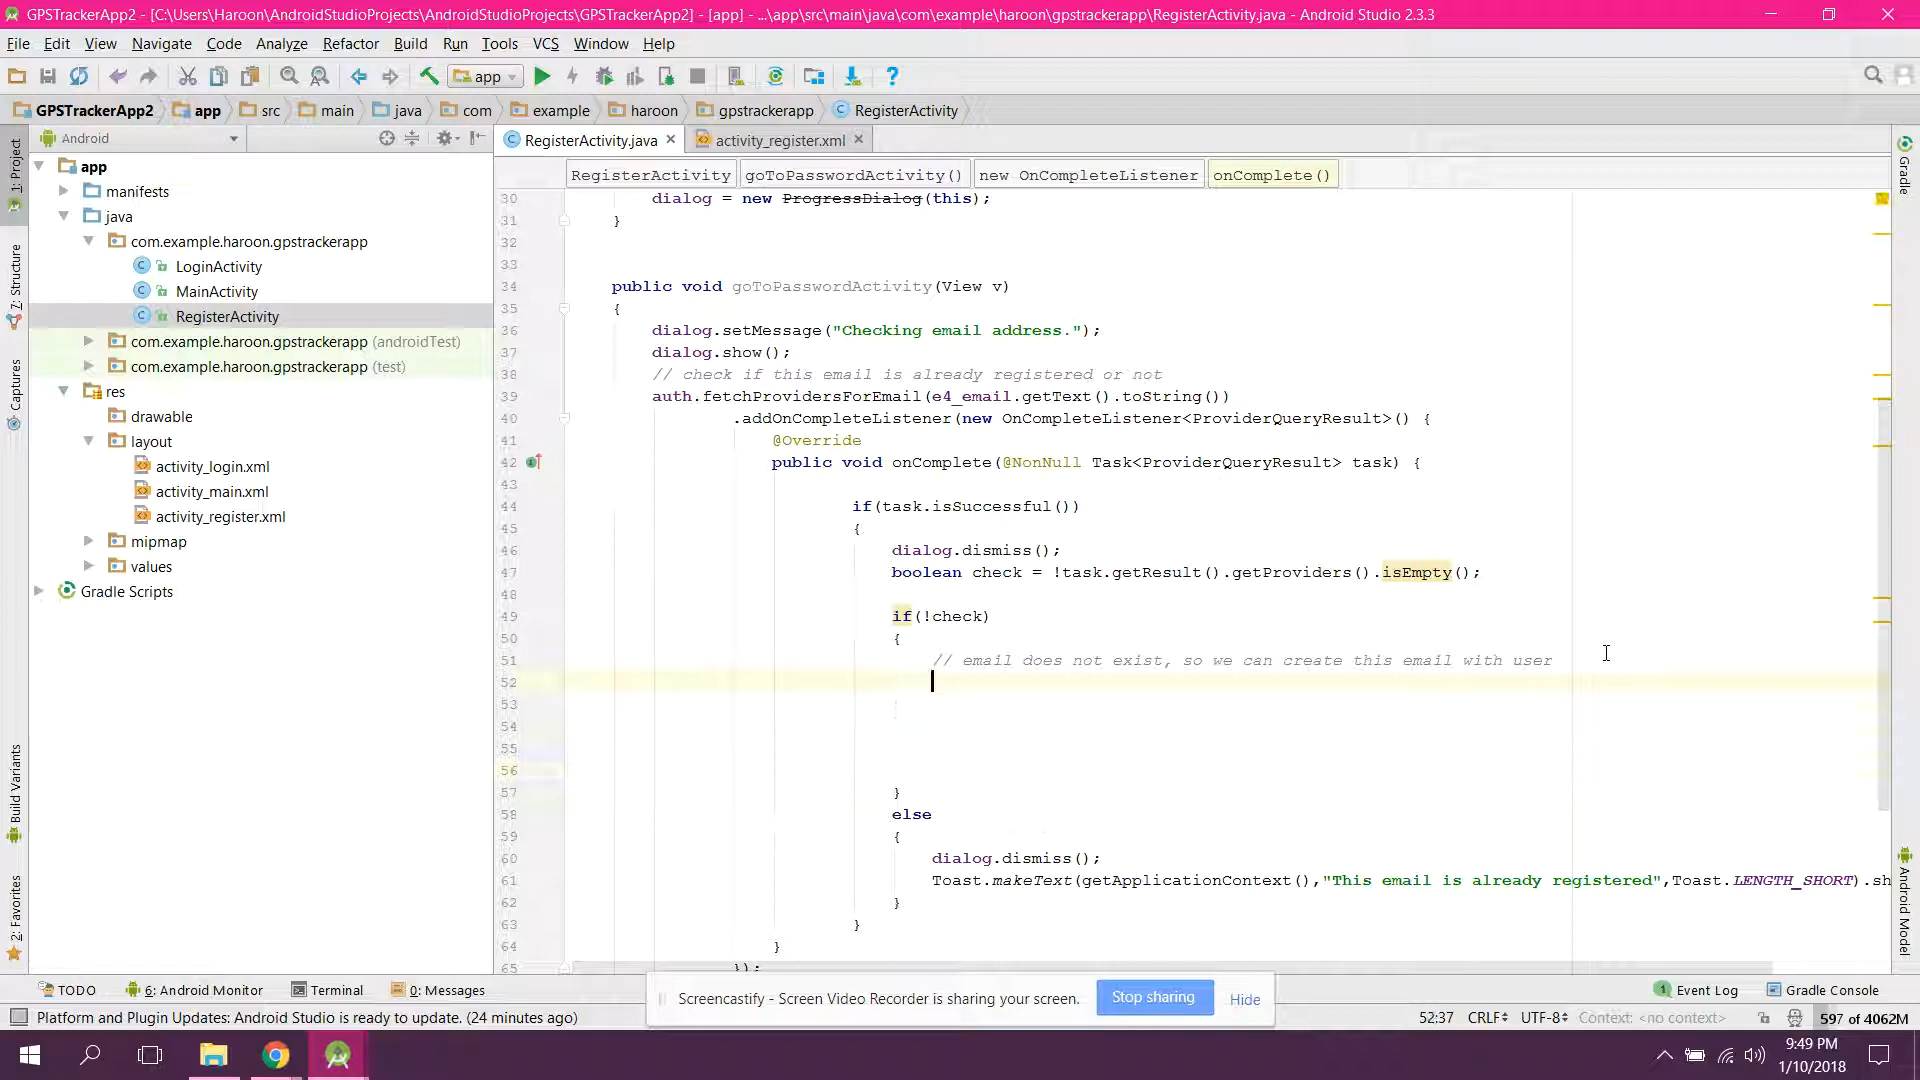 GPSTrackerApp2 - [C:\Users\Haroon\AndroidStudioProjects\AndroidStudioProjects\GPSTrackerApp2] - [app] - ...\app\src\main\java\com\example\haroon\gpstrackerapp\RegisterActivity.java - Android Studio 2.3.3
File Edit View Navigate Code Analyze Refactor Build Run Tools VCS Window Help
app
GPSTrackerApp2 app src main java com example haroon gpstrackerapp RegisterActivity
Android
RegisterActivity.java activity_register.xml
RegisterActivity goToPasswordActivity() new OnCompleteListener onComplete()
1: Project
7: Structure
Captures
Build Variants
2: Favorites
app
manifests
java
com.example.haroon.gpstrackerapp
LoginActivity
MainActivity
RegisterActivity
com.example.haroon.gpstrackerapp (androidTest)
com.example.haroon.gpstrackerapp (test)
res
drawable
layout
activity_login.xml
activity_main.xml
activity_register.xml
mipmap
values
Gradle Scripts
30 dialog = new ProgressDialog(this);
31 }
32
33
34 public void goToPasswordActivity(View v)
35 {
36 dialog.setMessage("Checking email address.");
37 dialog.show();
38 // check if this email is already registered or not
39 auth.fetchProvidersForEmail(e4_email.getText().toString())
40 .addOnCompleteListener(new OnCompleteListener<ProviderQueryResult>() {
41 @Override
42 public void onComplete(@NonNull Task<ProviderQueryResult> task) {
43
44 if(task.isSuccessful())
45 {
46 dialog.dismiss();
47 boolean check = !task.getResult().getProviders().isEmpty();
48
49 if(!check)
50 {
51 // email does not exist, so we can create this email with user
52
53
54
55
56
57 }
58 else
59 {
60 dialog.dismiss();
61 Toast.makeText(getApplicationContext(),"This email is already registered",Toast.LENGTH_SHORT).sh
62 }
63 }
64 }
65 });
Gradle
Android Model
TODO 6: Android Monitor Terminal 0: Messages
1 Event Log Gradle Console
Screencastify - Screen Video Recorder is sharing your screen. Stop sharing Hide
Platform and Plugin Updates: Android Studio is ready to update. (24 minutes ago)
52:37 CRLF UTF-8 Context: <no context> 597 of 4062M
9:49 PM
1/10/2018